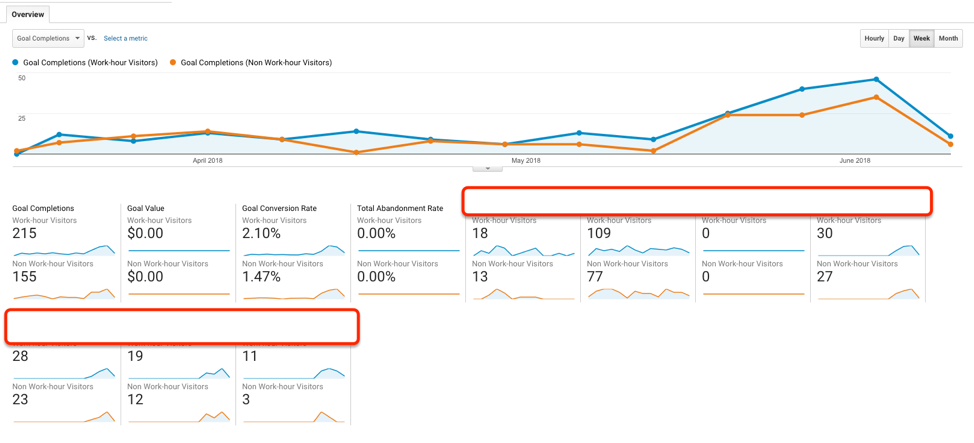 Overview
Goal Completions VS. Select a metric Hourly Day Week Month
Goal Completions (Work-hour Visitors) Goal Completions (Non Work-hour Visitors)
50
25
April 2018 May 2018 June 2018
Goal Completions Goal Value Goal Conversion Rate Total Abandonment Rate
Work-hour Visitors Work-hour Visitors Work-hour Visitors Work-hour Visitors Work-hour Visitors Work-hour Visitors Work-hour Visitors Work-hour Visitors
215 $0.00 2.10% 0.00% 18 109 0 30
Non Work-hour Visitors Non Work-hour Visitors Non Work-hour Visitors Non Work-hour Visitors Non Work-hour Visitors Non Work-hour Visitors Non Work-hour Visitors Non Work-hour Visitors
155 $0.00 1.47% 0.00% 13 77 0 27
28 19 11
Non Work-hour Visitors Non Work-hour Visitors Non Work-hour Visitors
23 12 3